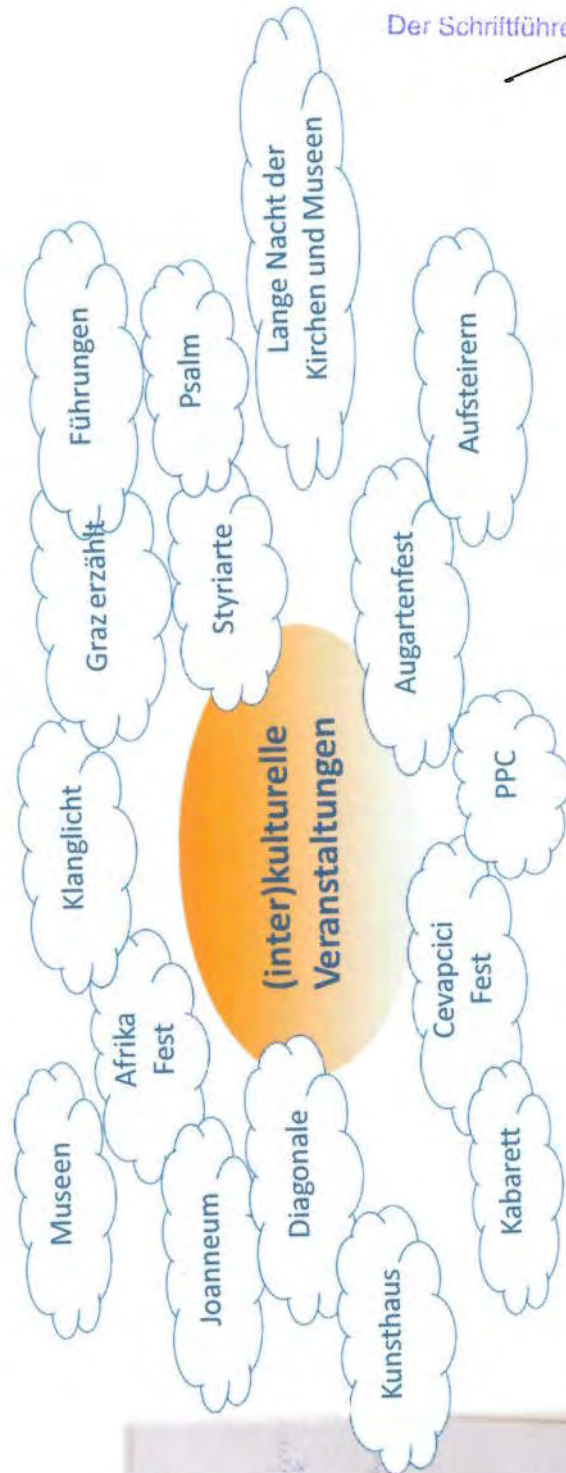 Der Schriftführe
Museen
Afrika
Fest
Klanglicht
Graz erzählt
Führungen
Joanneum
Styriarte
Psalm
Diagonale
(inter)kulturelle
Veranstaltungen
Lange Nacht der
Kirchen und Museen
Kunsthaus
Cevapcici
Fest
Augartenfest
Aufsteirern
Kabarett
PPC